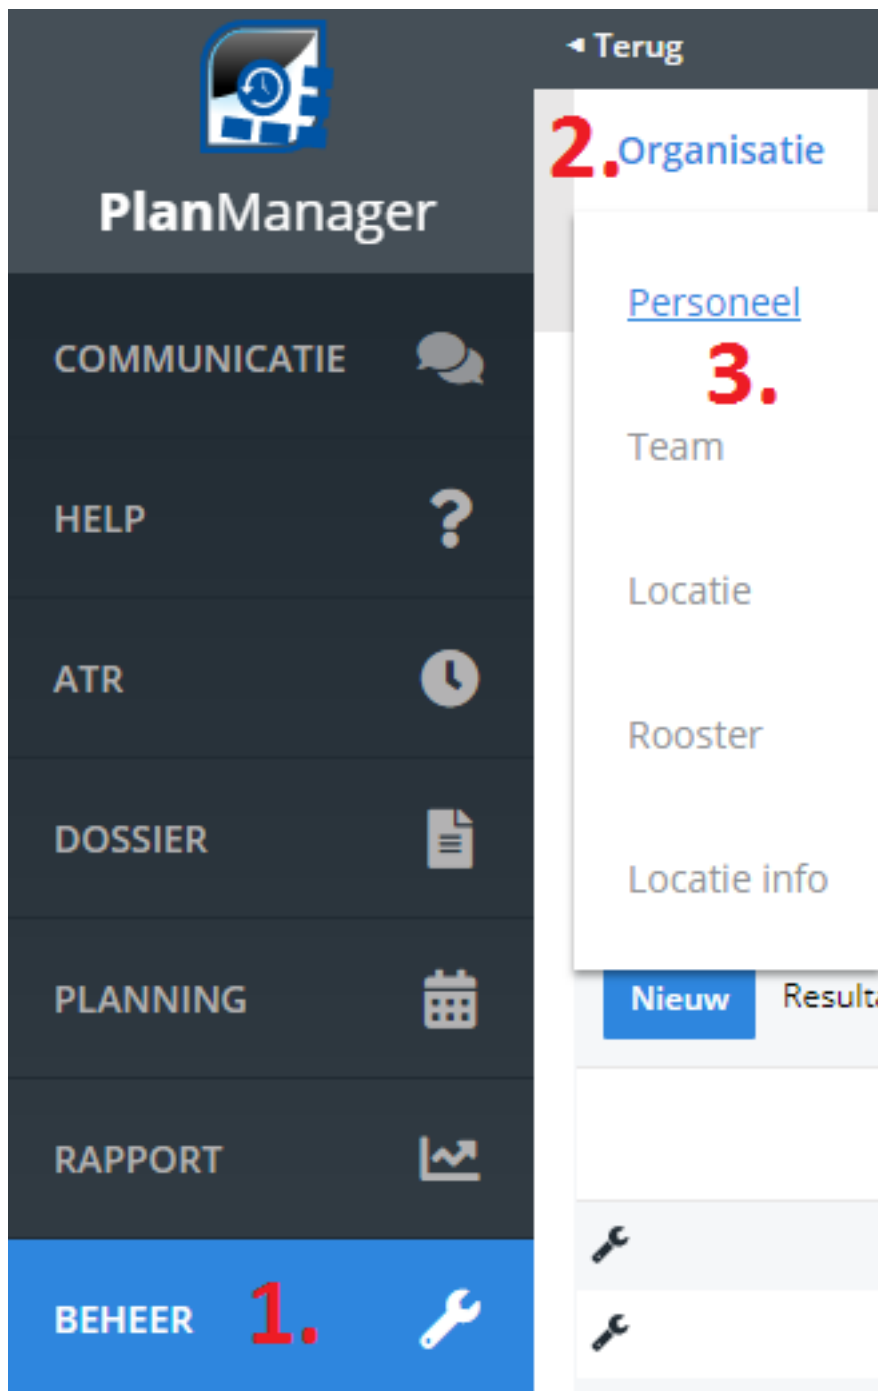 PlanManager
COMMUNICATIE
HELP
ATR
DOSSIER
PLANNING
RAPPORT
BEHEER 1.
Terug
2. Organisatie
Personeel
3.
Team
Locatie
Rooster
Locatie info
Nieuw Resulta